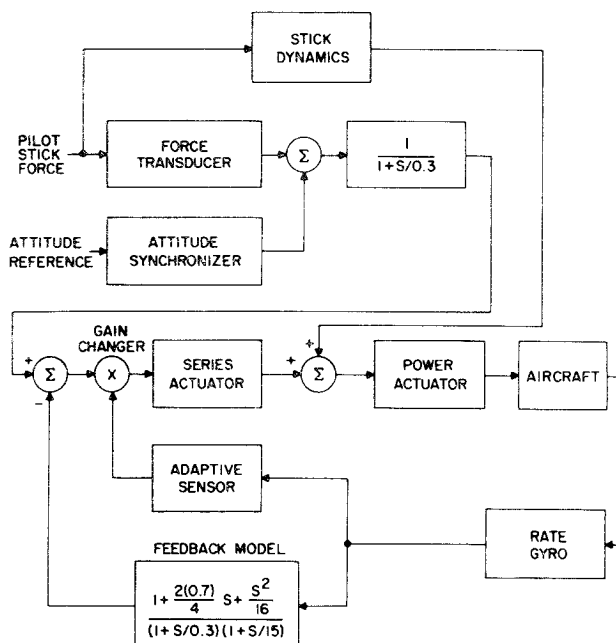 STICK
DYNAMICS
PILOT
STICK
FORCE
FORCE
TRANSDUCER
Σ
1
1+S/0.3
ATTITUDE
REFERENCE
ATTITUDE
SYNCHRONIZER
GAIN
CHANGER
+
Σ
−
X
SERIES
ACTUATOR
+
+
Σ
POWER
ACTUATOR
AIRCRAFT
ADAPTIVE
SENSOR
RATE
GYRO
FEEDBACK MODEL
1+ 2(0.7)/4 S+ S²/16
(1+S/0.3)(1+S/15)